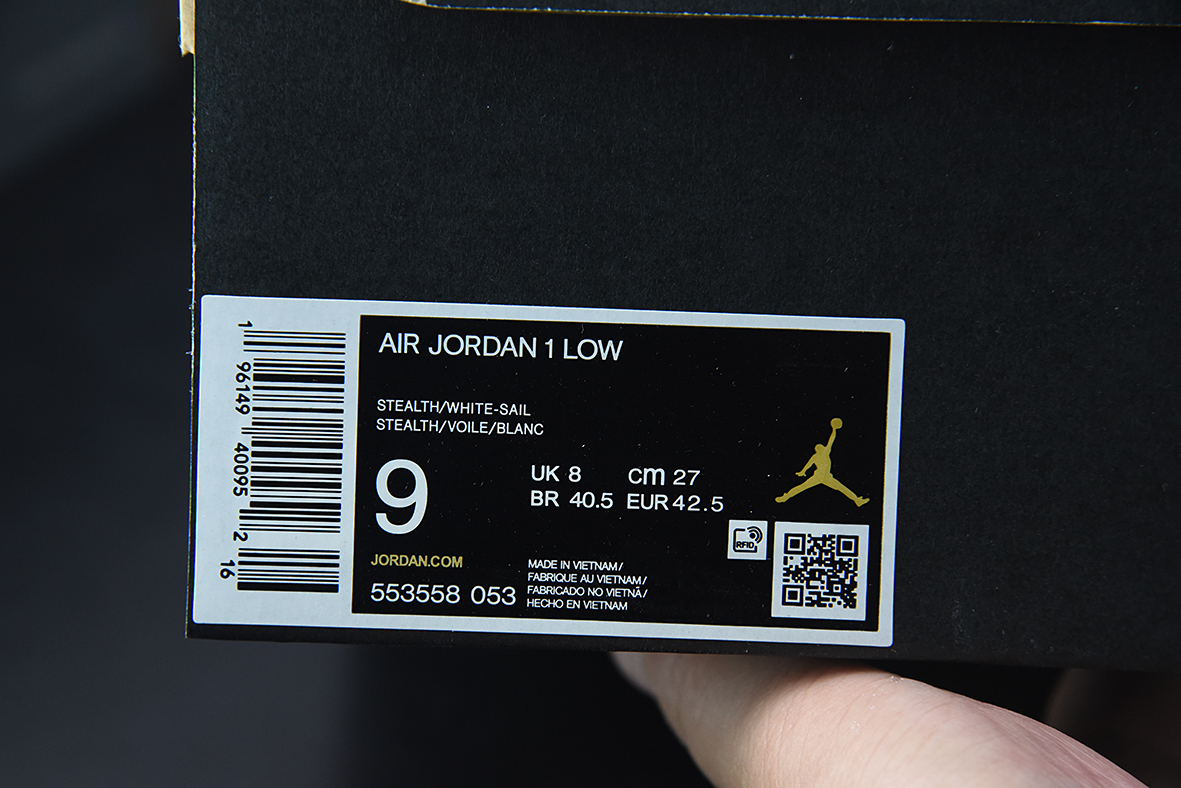 AIR JORDAN 1 LOW
STEALTH/WHITE-SAIL
STEALTH/VOILE/BLANC
9
UK 8 cm 27
BR 40.5 EUR 42.5
RFID
JORDAN.COM
553558 053
MADE IN VIETNAM/
FABRIQUE AU VIETNAM/
FABRICADO NO VIETNÃ/
HECHO EN VIETNAM
1 96149 40095 2
16